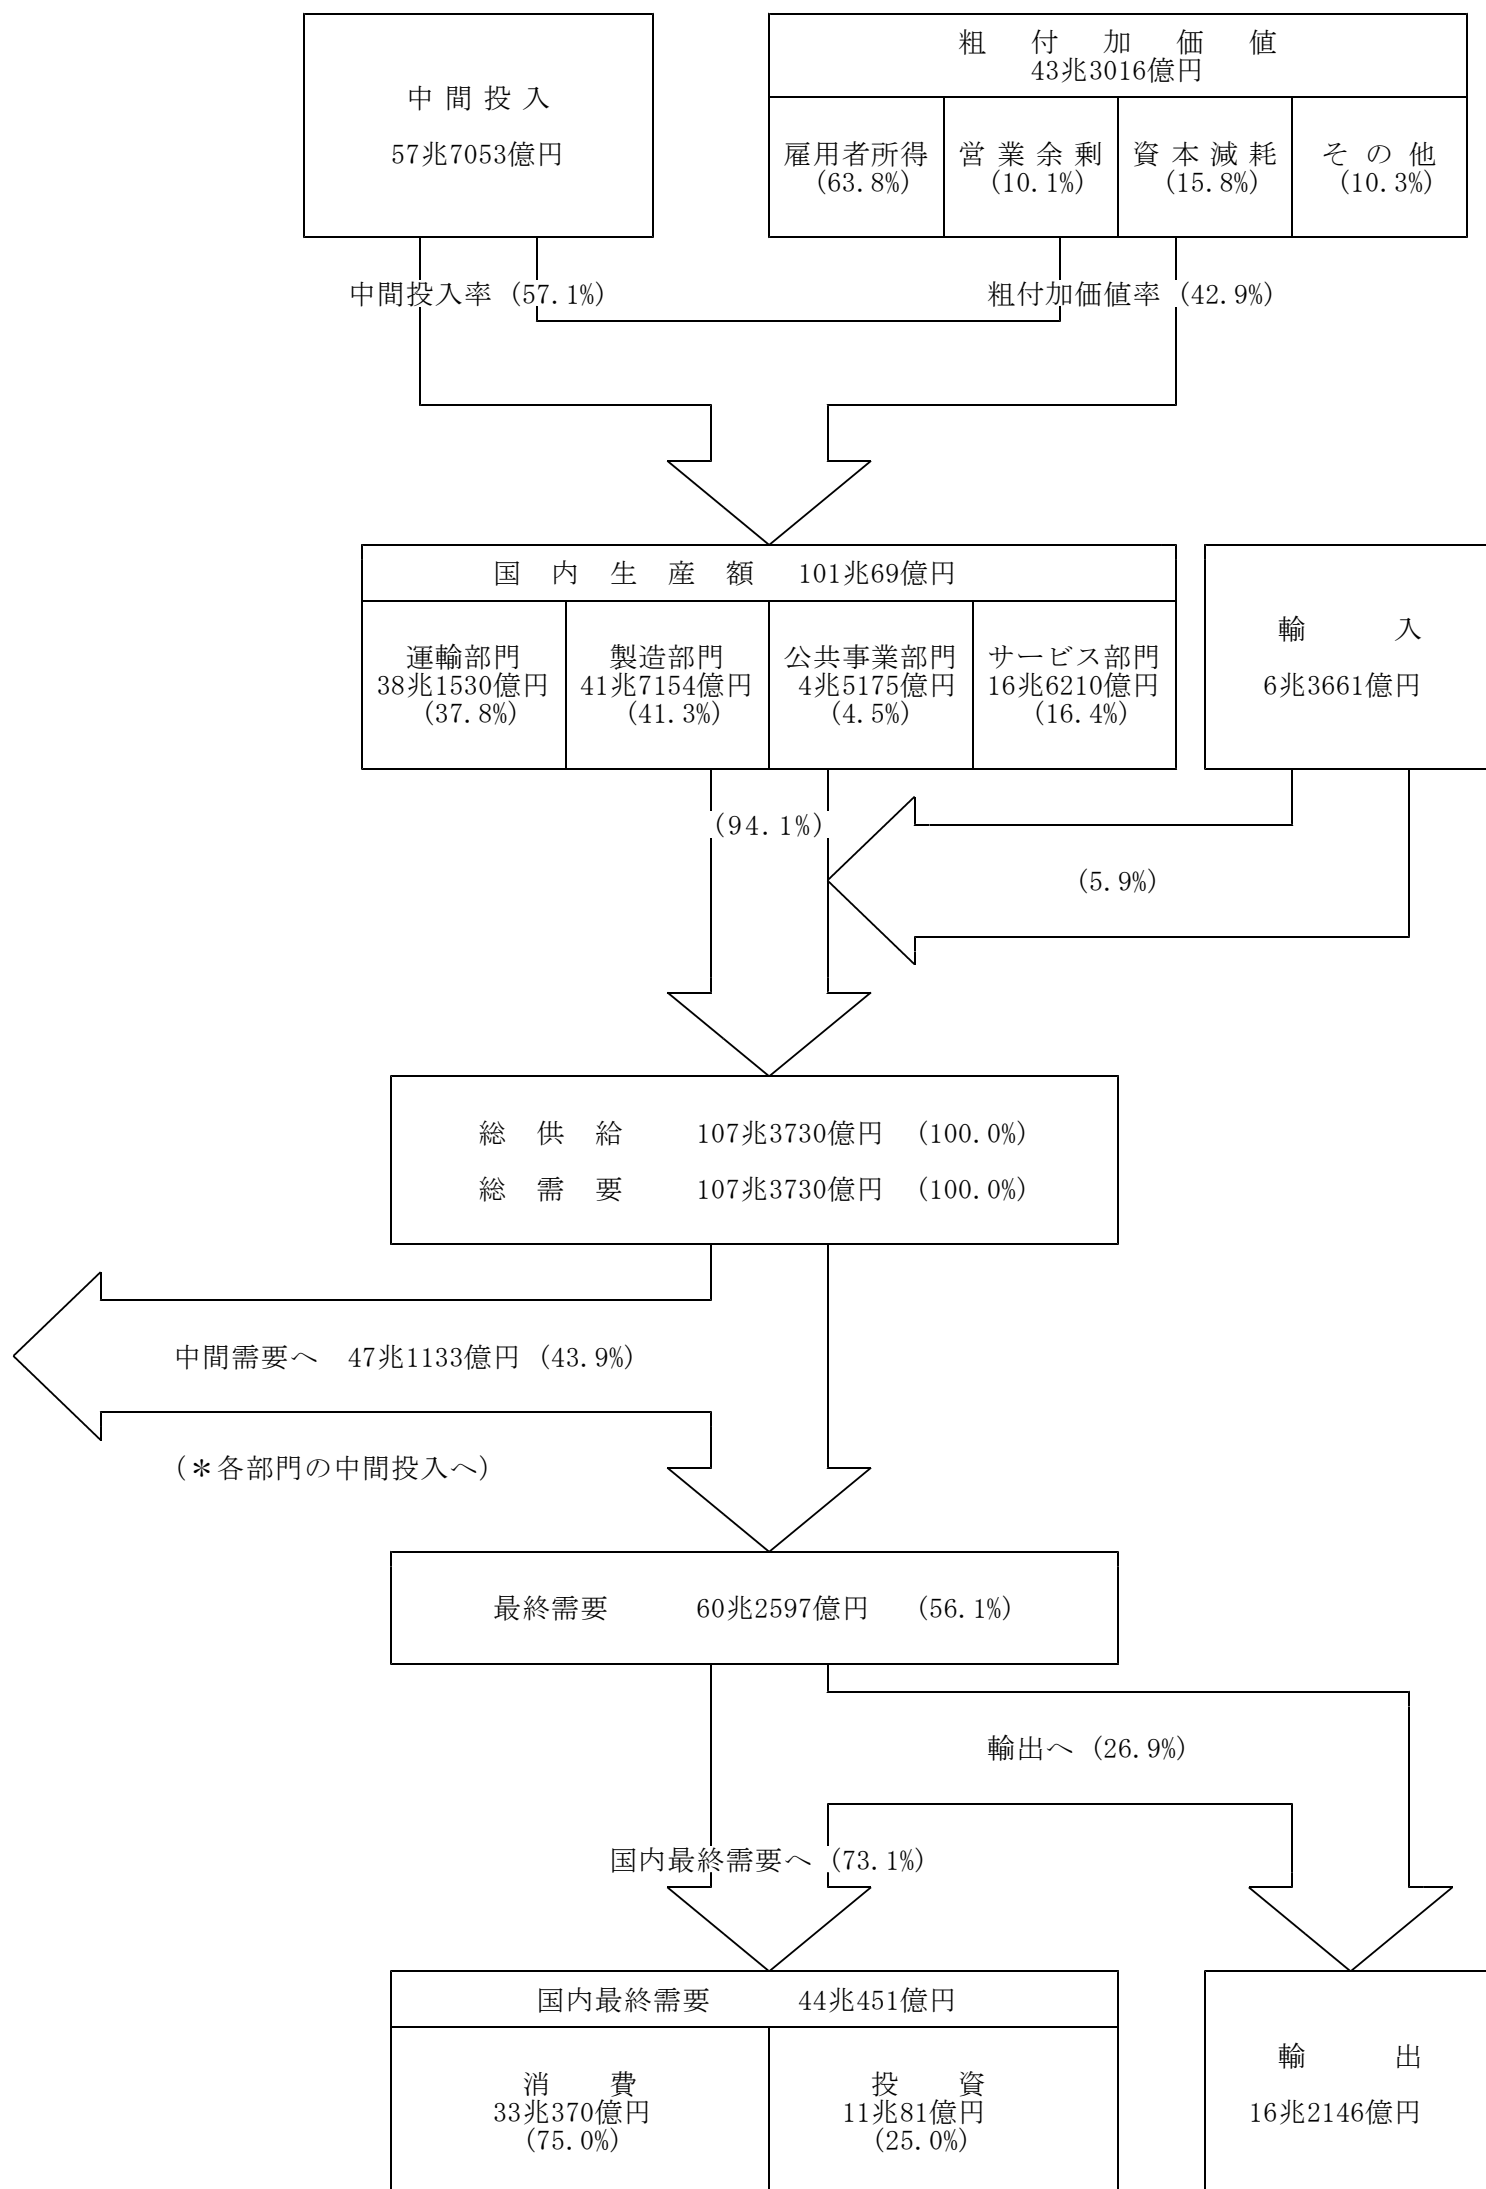 中間投入
57兆7053億円
粗付加価値
43兆3016億円
雇用者所得
(63.8%)
営業余剰
(10.1%)
資本減耗
(15.8%)
その他
(10.3%)
中間投入率 (57.1%)
粗付加価値率 (42.9%)
国内生産額 101兆69億円
運輸部門
38兆1530億円
(37.8%)
製造部門
41兆7154億円
(41.3%)
公共事業部門
4兆5175億円
(4.5%)
サービス部門
16兆6210億円
(16.4%)
輸入
6兆3661億円
(94.1%)
(5.9%)
総供給 107兆3730億円 (100.0%)
総需要 107兆3730億円 (100.0%)
中間需要へ 47兆1133億円 (43.9%)
(＊各部門の中間投入へ)
最終需要 60兆2597億円 (56.1%)
輸出へ (26.9%)
国内最終需要へ (73.1%)
国内最終需要 44兆451億円
消費
33兆370億円
(75.0%)
投資
11兆81億円
(25.0%)
輸出
16兆2146億円